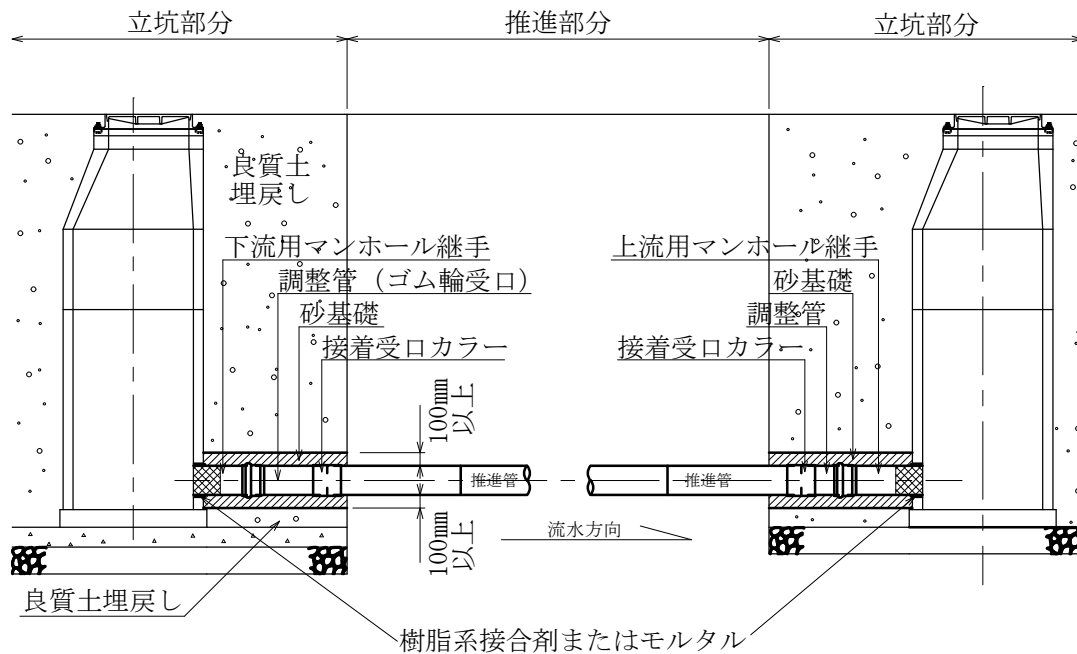 立坑部分
推進部分
立坑部分
良質土
埋戻し
下流用マンホール継手
調整管（ゴム輪受口）
砂基礎
接着受口カラー
上流用マンホール継手
砂基礎
調整管
接着受口カラー
100mm
以上
推進管
推進管
100mm
以上
流水方向
良質土埋戻し
樹脂系接合剤またはモルタル